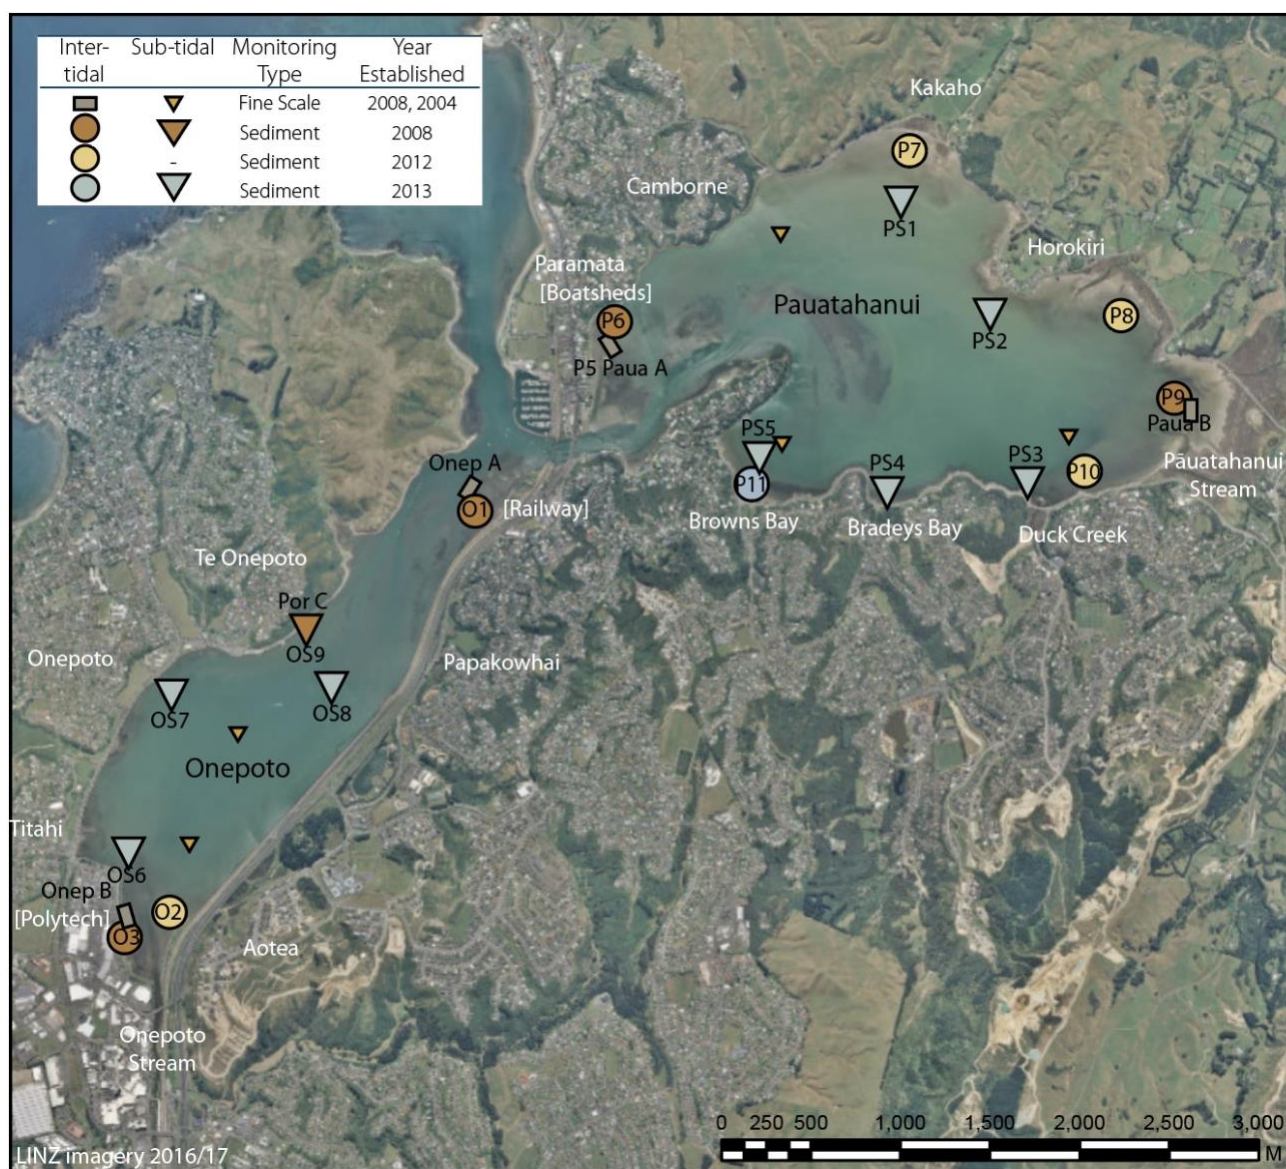 Inter-tidal Sub-tidal Monitoring Type Year Established
Fine Scale 2008, 2004
Sediment 2008
- Sediment 2012
Sediment 2013
Kakaho
P7
Camborne
PS1
Horokiri
Paramata
[Boatsheds]
Pauatahanui
P6
P8
PS2
P5 Paua A
P9
Paua B
PS5
PS3
PS4
Onep A
P10
Pāuatahanui
Stream
P11
O1
[Railway]
Browns Bay
Bradeys Bay
Duck Creek
Te Onepoto
Por C
OS9
Onepoto
Papakowhai
OS7
OS8
Onepoto
Titahi
OS6
Onep B
[Polytech]
O2
O3
Aotea
Onepoto
Stream
0 250 500 1,000 1,500 2,000 2,500 3,000
M
LINZ imagery 2016/17